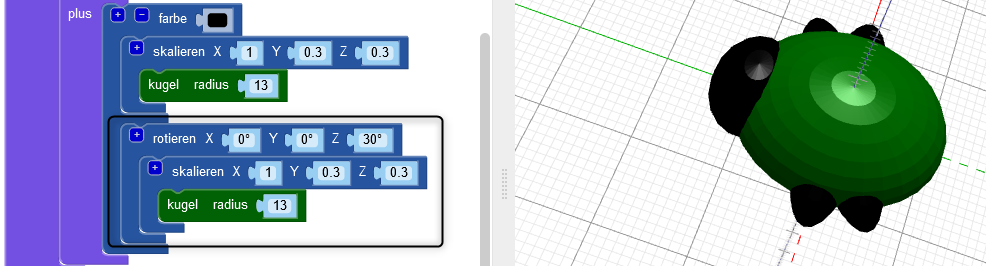 plus
+ − farbe
+ skalieren X 1 Y 0.3 Z 0.3
kugel radius 13
+ rotieren X 0° Y 0° Z 30°
+ skalieren X 1 Y 0.3 Z 0.3
kugel radius 13